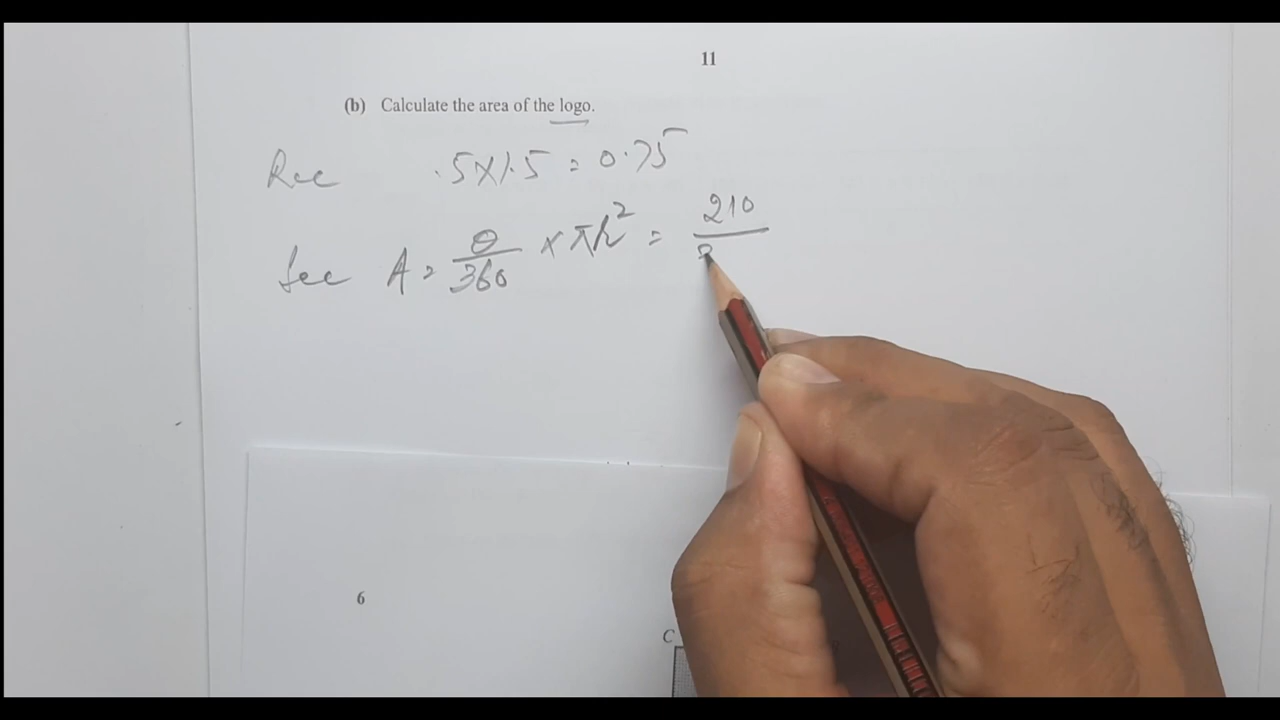 11
(b) Calculate the area of the logo.
Rec .5×1.5 = 0.75
Sec A = θ/360 × πr² = 210/
6
C